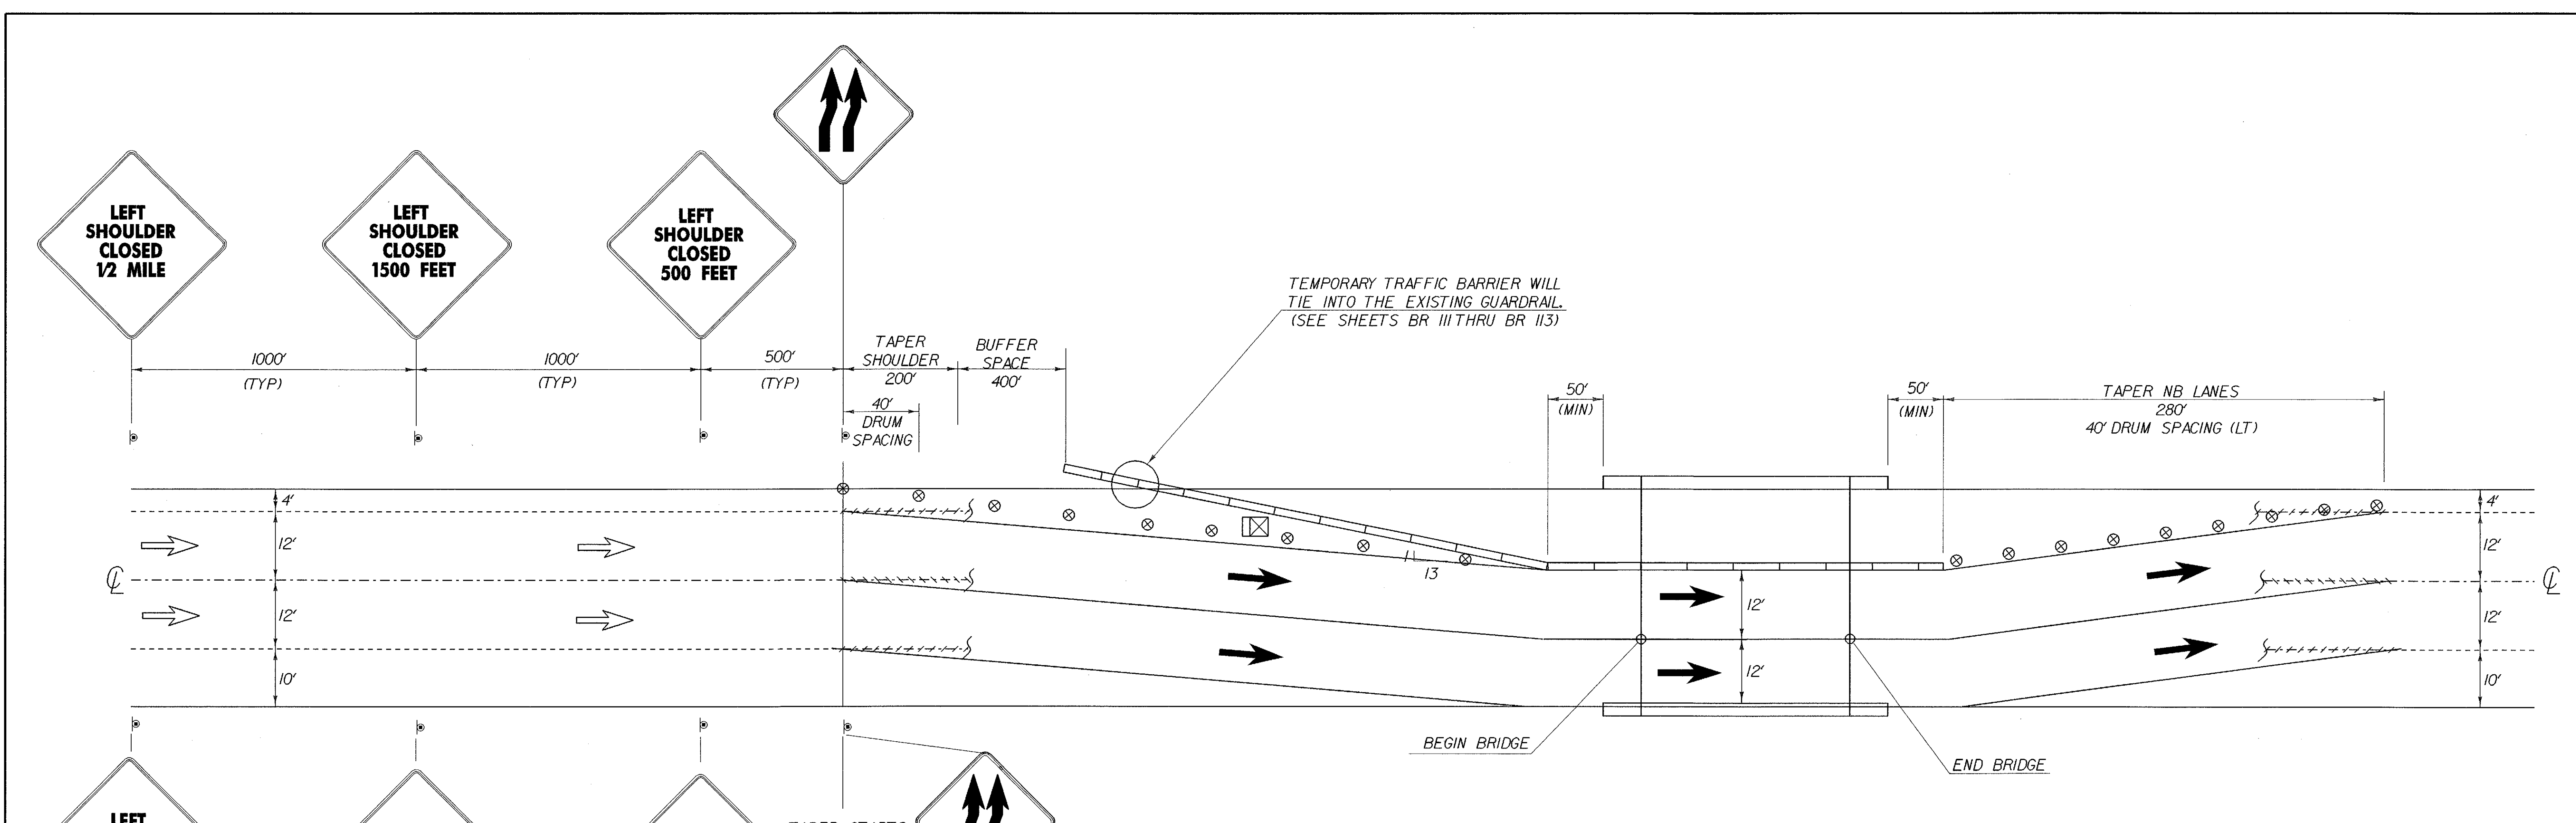 LEFT
SHOULDER
CLOSED
1/2 MILE
LEFT
SHOULDER
CLOSED
1500 FEET
LEFT
SHOULDER
CLOSED
500 FEET
TEMPORARY TRAFFIC BARRIER WILL
TIE INTO THE EXISTING GUARDRAIL.
(SEE SHEETS BR 111 THRU BR 113)
1000'
(TYP)
1000'
(TYP)
500'
(TYP)
TAPER
SHOULDER
200'
BUFFER
SPACE
400'
40'
DRUM
SPACING
50'
(MIN)
50'
(MIN)
TAPER NB LANES
280'
40' DRUM SPACING (LT)
4'
12'
12'
10'
1
13
12'
12'
4'
12'
12'
10'
BEGIN BRIDGE
END BRIDGE
LEFT